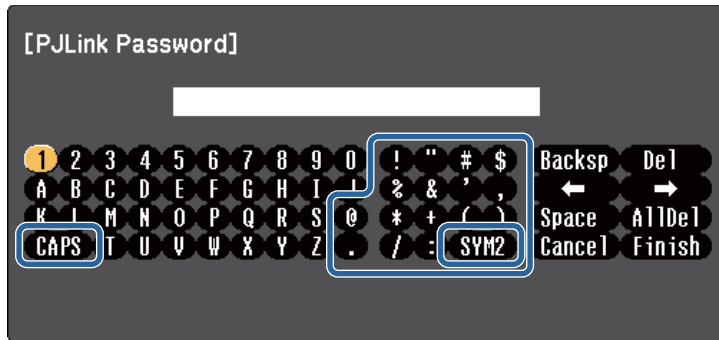 [PJLink Password]
1 2 3 4 5 6 7 8 9 0 ! " # $ Backsp Del
A B C D E F G H I J % & ' , ← →
K L M N O P Q R S @ * + ( ) Space AllDel
CAPS T U V W X Y Z . / : SYM2 Cancel Finish